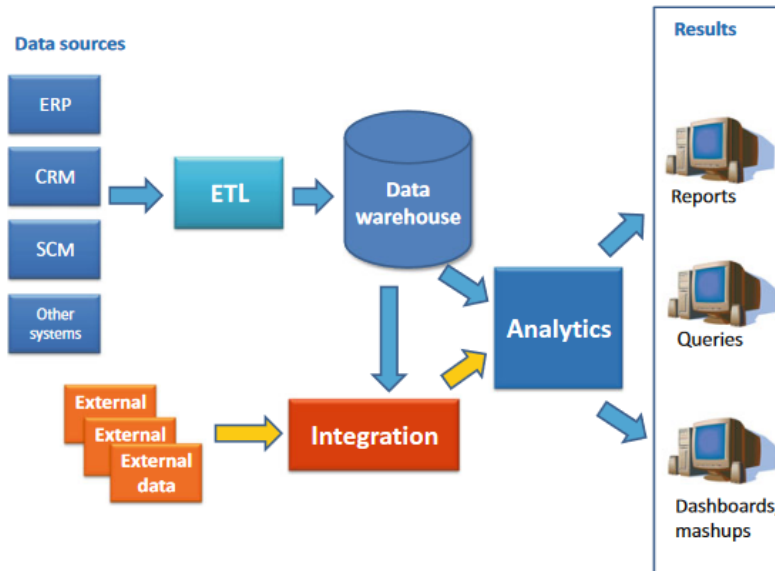 Data sources
Results
ERP
CRM
SCM
Other
systems
ETL
Data
warehouse
Analytics
External
External
External
data
Integration
Reports
Queries
Dashboards,
mashups